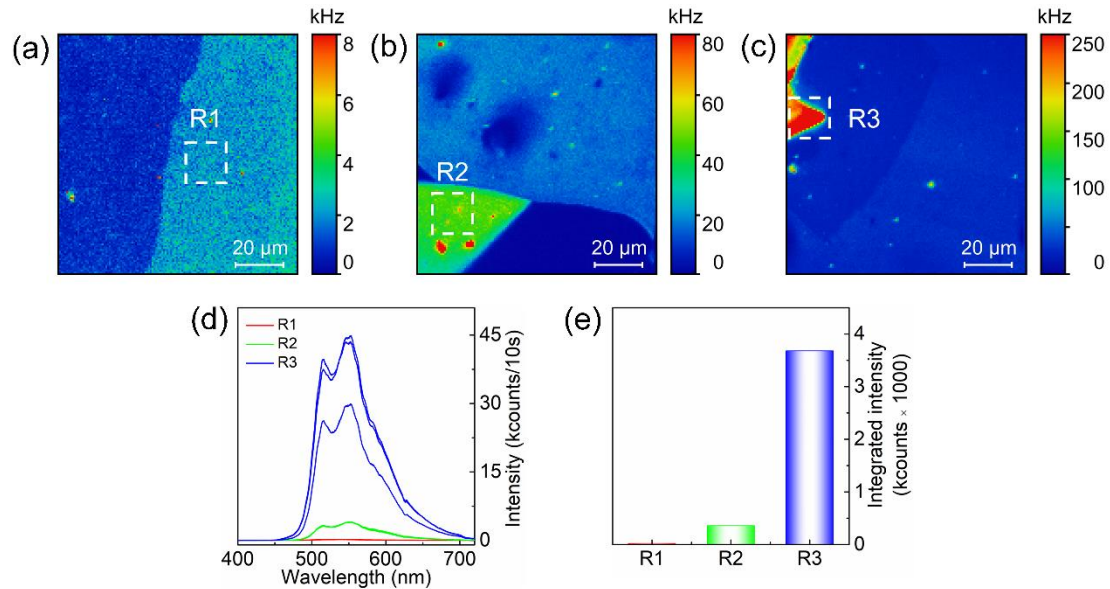 (a)
kHz
8
6
4
2
0
R1
20 μm
(b)
kHz
80
60
40
20
0
R2
20 μm
(c)
kHz
250
200
150
100
50
0
R3
20 μm
(d)
R1
R2
R3
45
30
15
0
Intensity (kcounts/10s)
400 500 600 700
Wavelength (nm)
(e)
4
3
2
1
0
Integrated intensity
(kcounts × 1000)
R1 R2 R3